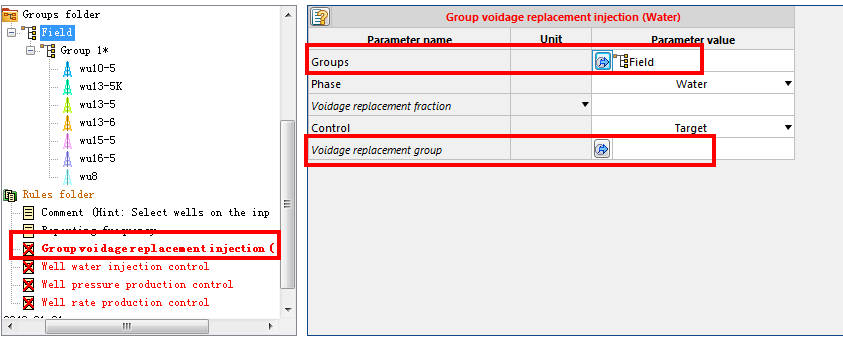 Groups folder
Field
Group 1*
wu10-5
wu13-5K
wu13-5
wu13-6
wu15-5
wu16-5
wu8
Rules folder
Comment (Hint: Select wells on the inp
Reporting frequency
Group voidage replacement injection (
Well water injection control
Well pressure production control
Well rate production control
Group voidage replacement injection (Water)
Parameter name Unit Parameter value
Groups Field
Phase Water
Voidage replacement fraction
Control Target
Voidage replacement group